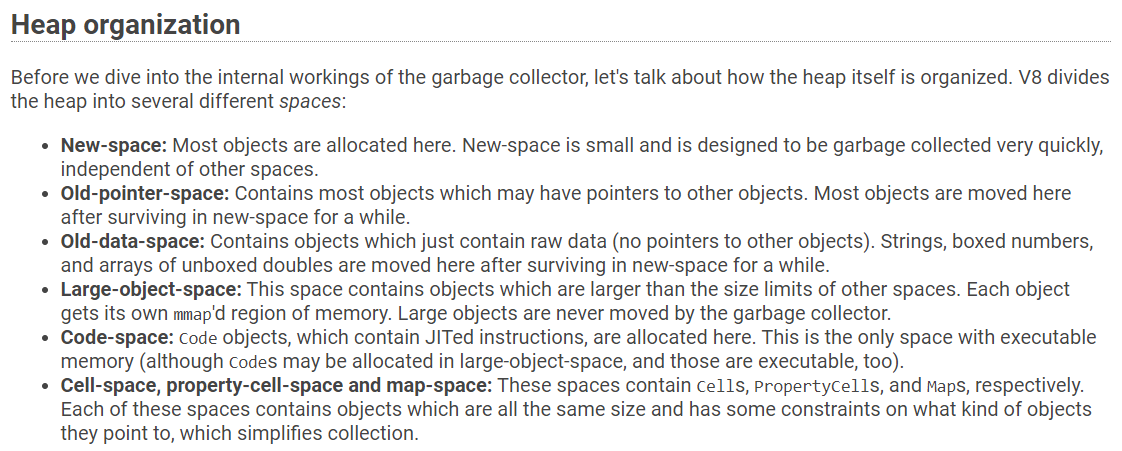 Heap organization
Before we dive into the internal workings of the garbage collector, let's talk about how the heap itself is organized. V8 divides
the heap into several different spaces:
• New-space: Most objects are allocated here. New-space is small and is designed to be garbage collected very quickly,
independent of other spaces.
• Old-pointer-space: Contains most objects which may have pointers to other objects. Most objects are moved here
after surviving in new-space for a while.
• Old-data-space: Contains objects which just contain raw data (no pointers to other objects). Strings, boxed numbers,
and arrays of unboxed doubles are moved here after surviving in new-space for a while.
• Large-object-space: This space contains objects which are larger than the size limits of other spaces. Each object
gets its own mmap'd region of memory. Large objects are never moved by the garbage collector.
• Code-space: Code objects, which contain JITed instructions, are allocated here. This is the only space with executable
memory (although Codes may be allocated in large-object-space, and those are executable, too).
• Cell-space, property-cell-space and map-space: These spaces contain Cells, PropertyCells, and Maps, respectively.
Each of these spaces contains objects which are all the same size and has some constraints on what kind of objects
they point to, which simplifies collection.